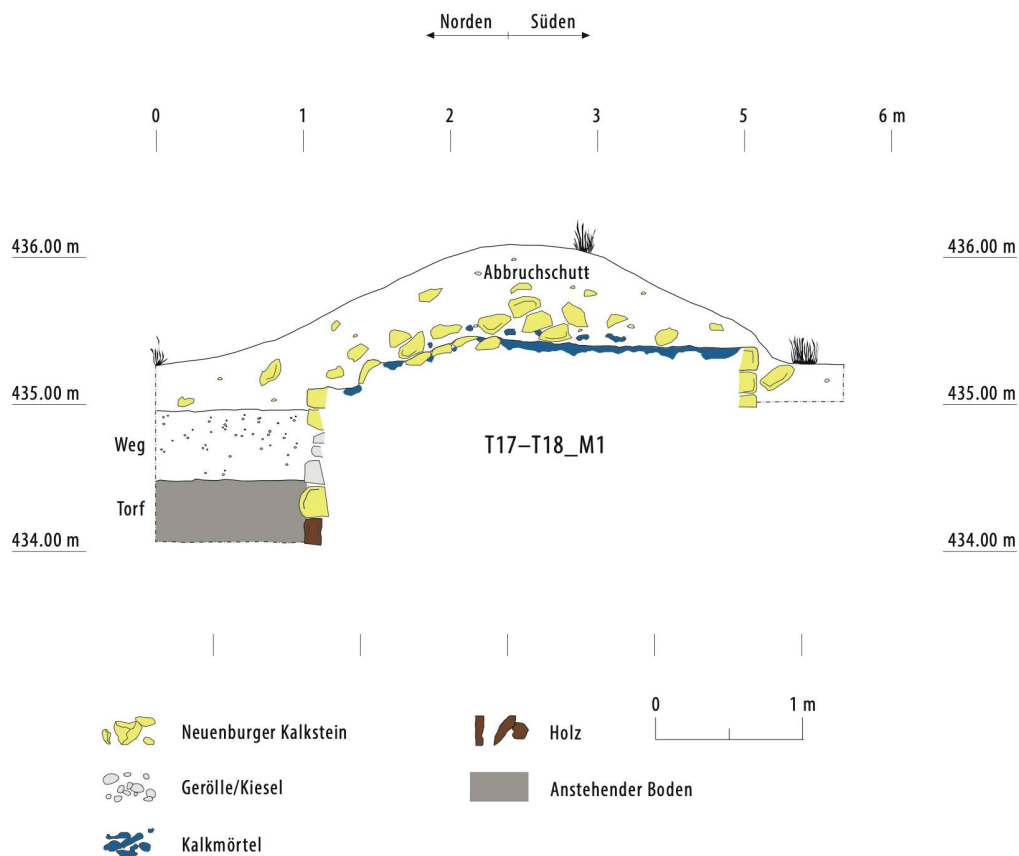 Norden Süden
0 1 2 3 5 6 m
436.00 m 436.00 m
Abbruchschutt
435.00 m 435.00 m
Weg
T17–T18_M1
Torf
434.00 m 434.00 m
0 1 m
Neuenburger Kalkstein
Holz
Gerölle/Kiesel
Anstehender Boden
Kalkmörtel